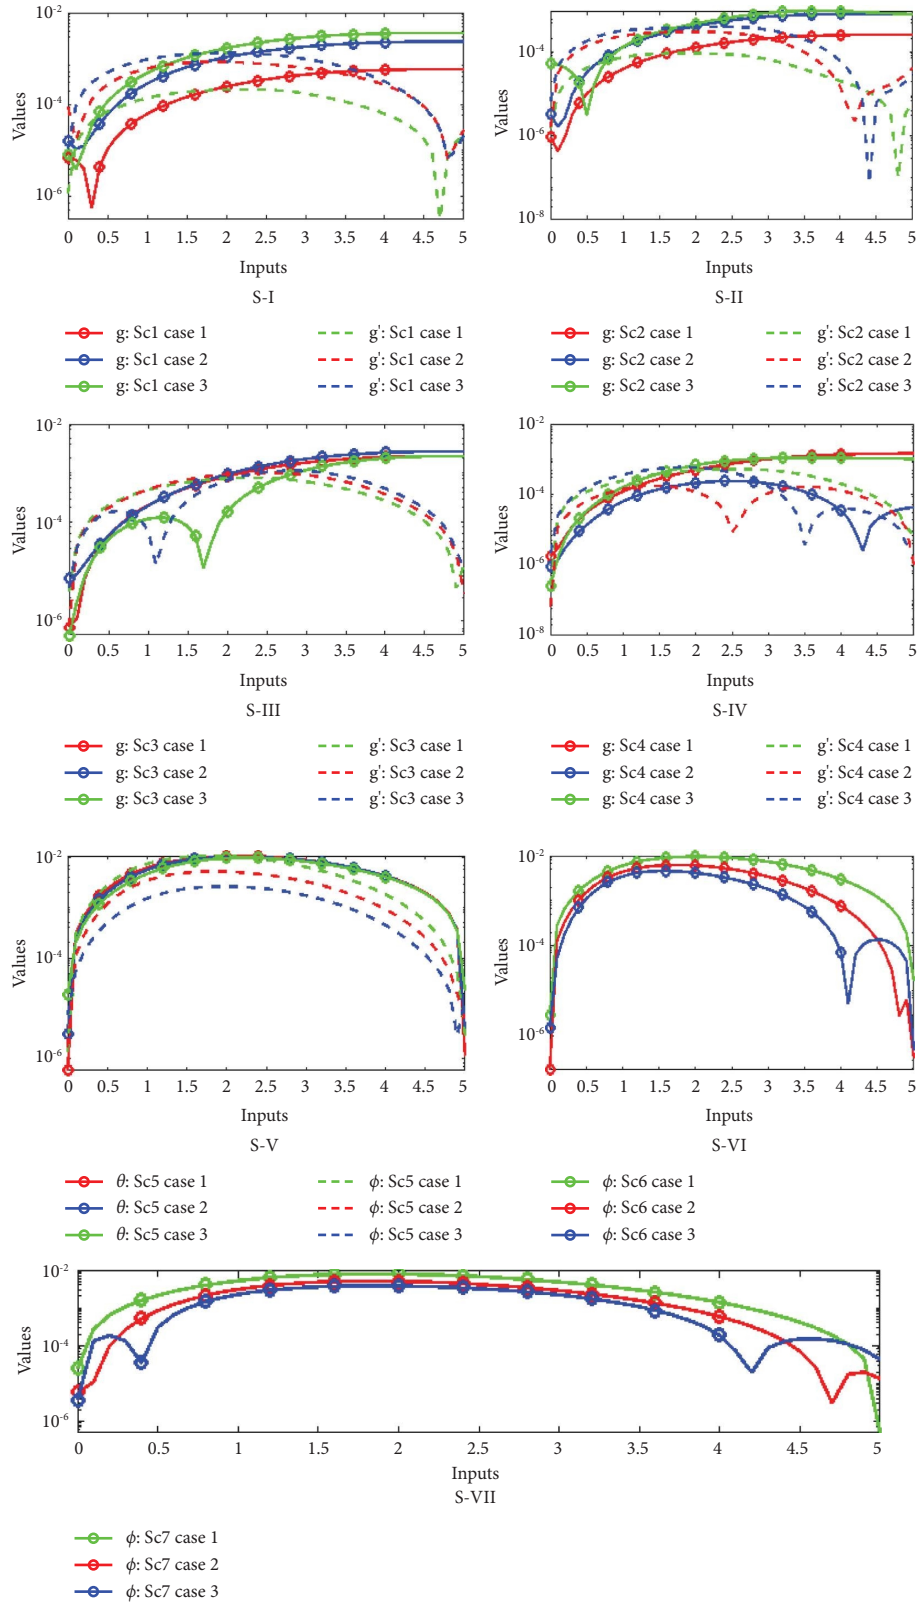 10-2
10-4
10-6
Values
0 0.5 1 1.5 2 2.5 3 3.5 4 4.5 5
Inputs
S-I
g: Sc1 case 1
g: Sc1 case 2
g: Sc1 case 3
g': Sc1 case 1
g': Sc1 case 2
g': Sc1 case 3
10-4
10-6
10-8
Values
0 0.5 1 1.5 2 2.5 3 3.5 4 4.5 5
Inputs
S-II
g: Sc2 case 1
g: Sc2 case 2
g: Sc2 case 3
g': Sc2 case 1
g': Sc2 case 2
g': Sc2 case 3
10-2
10-4
10-6
Values
0 0.5 1 1.5 2 2.5 3 3.5 4 4.5 5
Inputs
S-III
g: Sc3 case 1
g: Sc3 case 2
g: Sc3 case 3
g': Sc3 case 1
g': Sc3 case 2
g': Sc3 case 3
10-2
10-4
10-6
10-8
Values
0 0.5 1 1.5 2 2.5 3 3.5 4 4.5 5
Inputs
S-IV
g: Sc4 case 1
g: Sc4 case 2
g: Sc4 case 3
g': Sc4 case 1
g': Sc4 case 2
g': Sc4 case 3
10-2
10-4
10-6
Values
0 0.5 1 1.5 2 2.5 3 3.5 4 4.5 5
Inputs
S-V
θ: Sc5 case 1
θ: Sc5 case 2
θ: Sc5 case 3
ϕ: Sc5 case 1
ϕ: Sc5 case 2
ϕ: Sc5 case 3
10-2
10-4
10-6
Values
0 0.5 1 1.5 2 2.5 3 3.5 4 4.5 5
Inputs
S-VI
ϕ: Sc6 case 1
ϕ: Sc6 case 2
ϕ: Sc6 case 3
10-2
10-4
10-6
Values
0 0.5 1 1.5 2 2.5 3 3.5 4 4.5 5
Inputs
S-VII
ϕ: Sc7 case 1
ϕ: Sc7 case 2
ϕ: Sc7 case 3